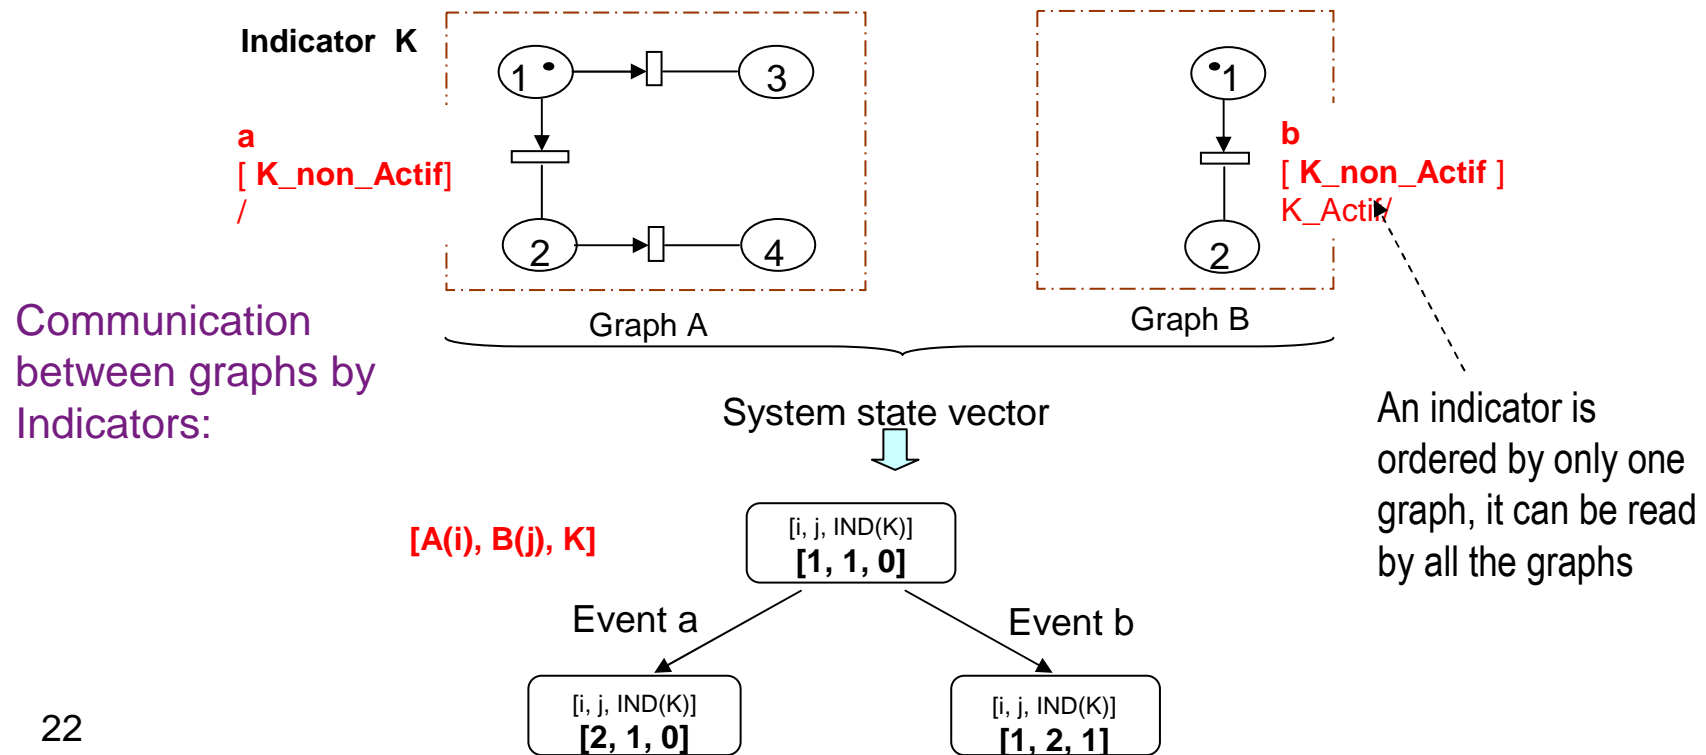 Indicator K
1
3
2
4
a
[ K_non_Actif]
/
1
2
b
[ K_non_Actif ]
K_Actif/
Graph A
Graph B
Communication
between graphs by
Indicators:
System state vector
An indicator is
ordered by only one
graph, it can be read
by all the graphs
[A(i), B(j), K]
[i, j, IND(K)]
[1, 1, 0]
Event a
Event b
[i, j, IND(K)]
[2, 1, 0]
[i, j, IND(K)]
[1, 2, 1]
22